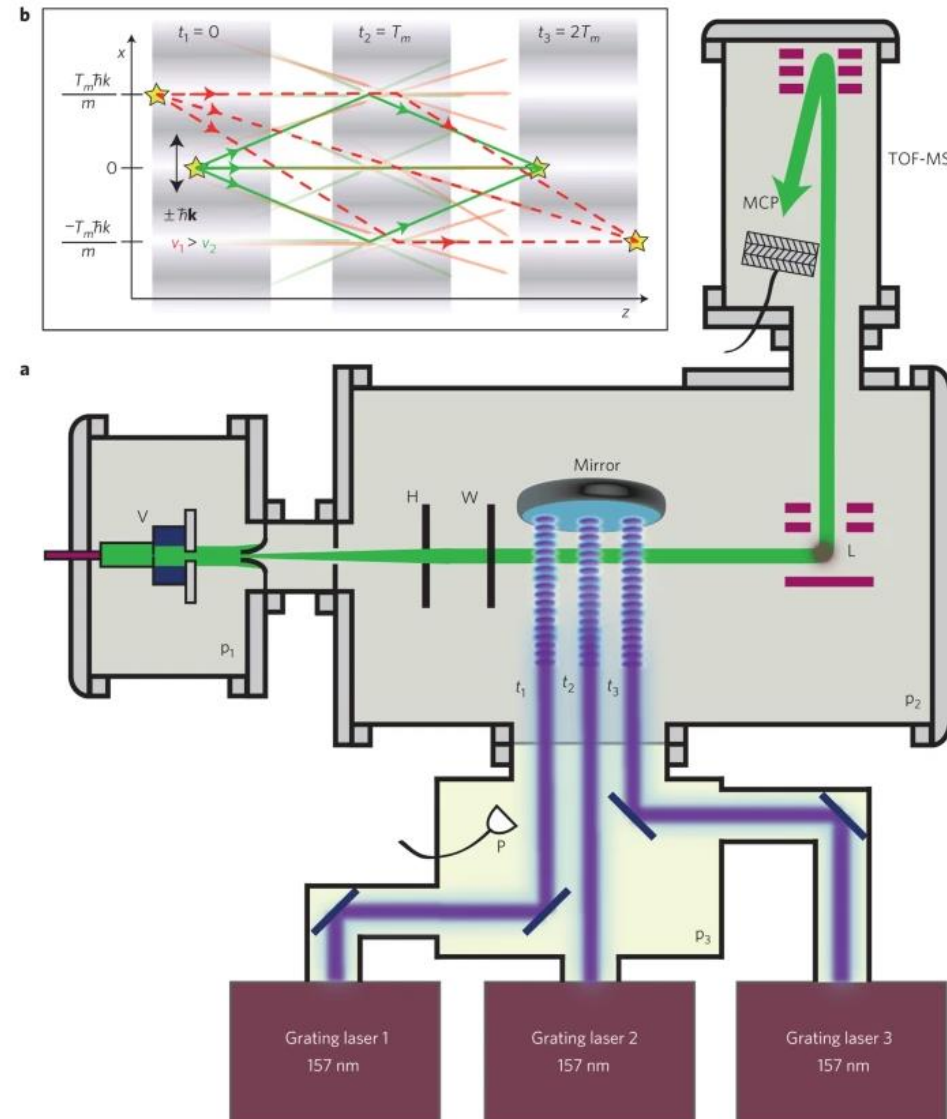 b
x
t₁ = 0
t₂ = Tₘ
t₃ = 2Tₘ
Tₘℏk
m
0
±ℏk
−Tₘℏk
m
v₁ > v₂
z
TOF-MS
MCP
a
Mirror
H
W
V
L
p₁
t₁
t₂
t₃
p₂
P
p₃
Grating laser 1
157 nm
Grating laser 2
157 nm
Grating laser 3
157 nm